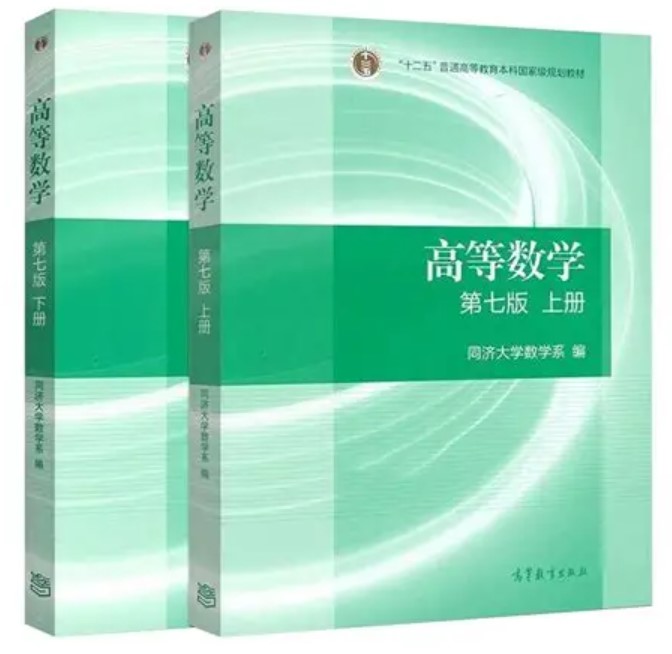 高等数学
第七版 下册
同济大学数学系 编
高等数学
第七版 上册
同济大学数学系 编
十二五
“十二五”普通高等教育本科国家级规划教材
高等数学
第七版 上册
同济大学数学系 编
高等教育出版社